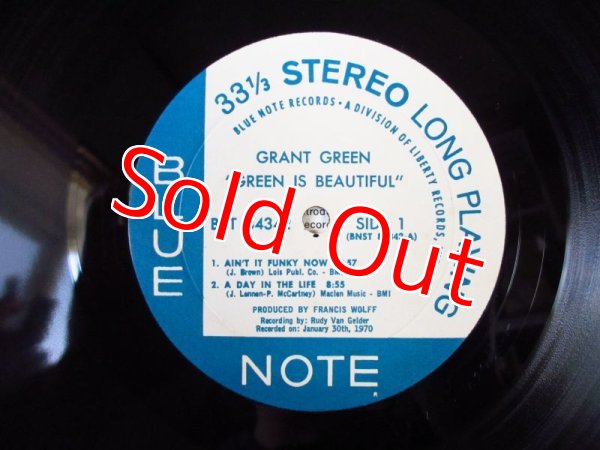 33⅓ STEREO LONG PLAYING
BLUE NOTE RECORDS • A DIVISION OF LIBERTY RECORDS,
GRANT GREEN
"GREEN IS BEAUTIFUL"
SIDE 1
1. AIN'T IT FUNKY NOW
(J. Brown) Lois Publ. Co. -
2. A DAY IN THE LIFE 8:55
(J. Lennon-P. McCartney) Maclen Music - BMI
PRODUCED BY FRANCIS WOLFF
Recording by: Rudy Van Gelder
Recorded on: January 30th, 1970
BLUE
NOTE
Sold Out